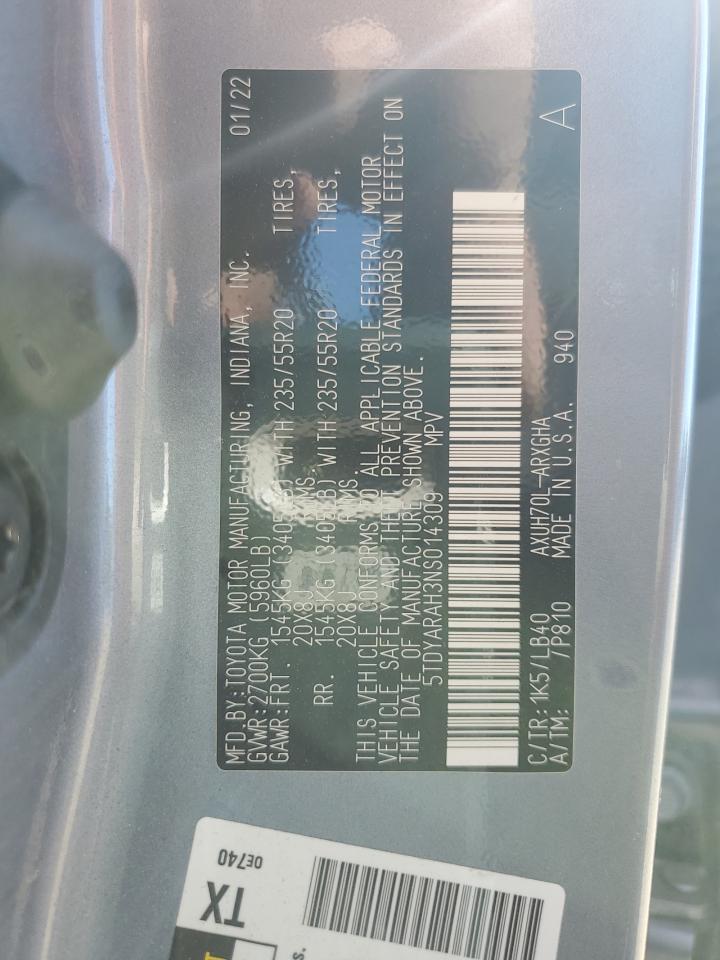 MFD.BY:TOYOTA MOTOR MANUFACTURING, INDIANA, INC. 01/22
GVWR:2700KG (5960LB)
GAWR:FRT. 1545KG (3405LB) WITH 235/55R20 TIRES,
20X8J RIMS.
RR. 1545KG (3405LB) WITH 235/55R20 TIRES,
20X8J RIMS.
THIS VEHICLE CONFORMS TO ALL APPLICABLE FEDERAL MOTOR
VEHICLE SAFETY AND THEFT PREVENTION STANDARDS IN EFFECT ON
THE DATE OF MANUFACTURE SHOWN ABOVE.
5TDYARAH3NS014309 MPV
C/TR:1K5/LB40 AXUH70L-ARXGHA
A/TM: /P810 MADE IN U.S.A. 940 A
TX 0E740
s.